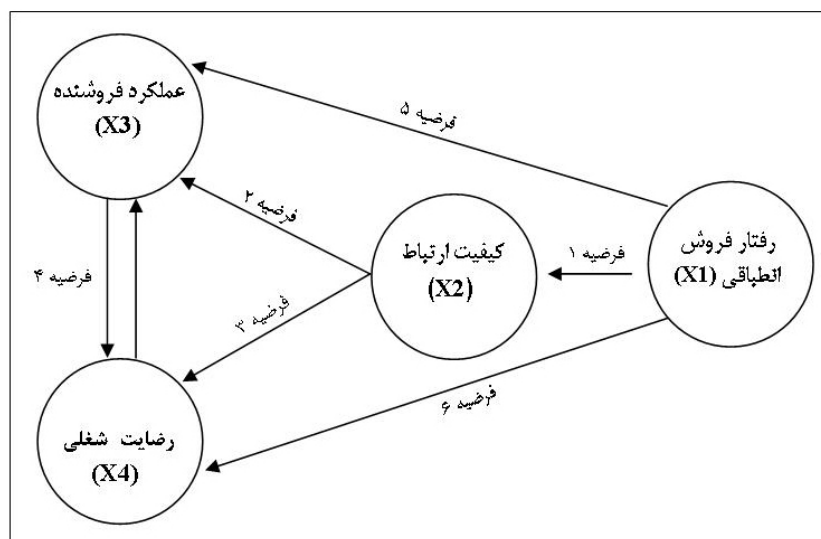 عملکرد فروشنده
(X3)
فرضیه ۵
فرضیه ۲
رفتار فروش
انطباقی (X1)
فرضیه ۱
کیفیت ارتباط
(X2)
فرضیه ۴
فرضیه ۳
فرضیه ۶
رضایت شغلی
(X4)